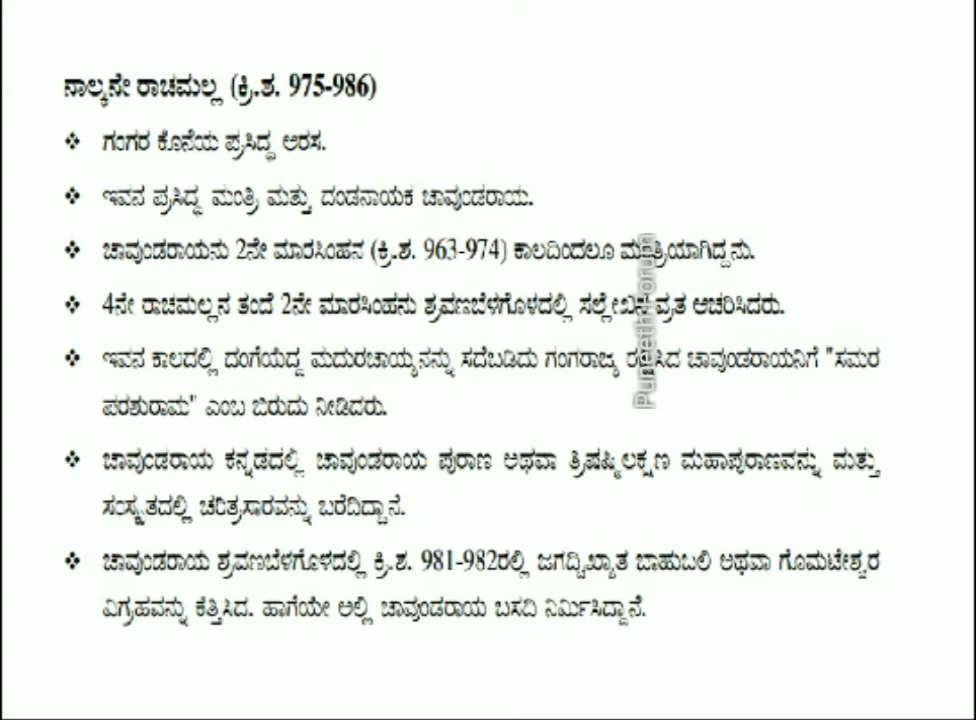 ನಾಲ್ಕನೇ ರಾಚಮಲ್ಲ (ಕ್ರಿ.ಶ. 975-986)
❖ ಗಂಗರ ಕೊನೆಯ ಪ್ರಸಿದ್ಧ ಅರಸ.
❖ ಇವನ ಪ್ರಸಿದ್ಧ ಮಂತ್ರಿ ಮತ್ತು ದಂಡನಾಯಕ ಚಾವುಂಡರಾಯ.
❖ ಚಾವುಂಡರಾಯನು 2ನೇ ಮಾರಸಿಂಹನ (ಕ್ರಿ.ಶ. 963-974) ಕಾಲದಿಂದಲೂ ಮಂತ್ರಿಯಾಗಿದ್ದನು.
❖ 4ನೇ ರಾಚಮಲ್ಲನ ತಂದೆ 2ನೇ ಮಾರಸಿಂಹನು ಶ್ರವಣಬೆಳಗೊಳದಲ್ಲಿ ಸಲ್ಲೇಖನ ವ್ರತ ಆಚರಿಸಿದರು.
❖ ಇವನ ಕಾಲದಲ್ಲಿ ದಂಗೆಯೆದ್ದ ಮದುರಚಾಯ್ಯನನ್ನು ಸದೆಬಡಿದು ಗಂಗರಾಜ್ಯ ರಕ್ಷಿಸಿದ ಚಾವುಂಡರಾಯನಿಗೆ "ಸಮರ
ಪರಶುರಾಮ" ಎಂಬ ಬಿರುದು ನೀಡಿದರು.
❖ ಚಾವುಂಡರಾಯ ಕನ್ನಡದಲ್ಲಿ ಚಾವುಂಡರಾಯ ಪುರಾಣ ಅಥವಾ ತ್ರಿಷಷ್ಠಿಲಕ್ಷಣ ಮಹಾಪುರಾಣವನ್ನು ಮತ್ತು
ಸಂಸ್ಕೃತದಲ್ಲಿ ಚರಿತ್ರಸಾರವನ್ನು ಬರೆದಿದ್ದಾನೆ.
❖ ಚಾವುಂಡರಾಯ ಶ್ರವಣಬೆಳಗೊಳದಲ್ಲಿ ಕ್ರಿ.ಶ. 981-982ರಲ್ಲಿ ಜಗದ್ವಿಖ್ಯಾತ ಬಾಹುಬಲಿ ಅಥವಾ ಗೊಮಟೇಶ್ವರ
ವಿಗ್ರಹವನ್ನು ಕೆತ್ತಿಸಿದ. ಹಾಗೆಯೇ ಅಲ್ಲಿ ಚಾವುಂಡರಾಯ ಬಸದಿ ನಿರ್ಮಿಸಿದ್ದಾನೆ.